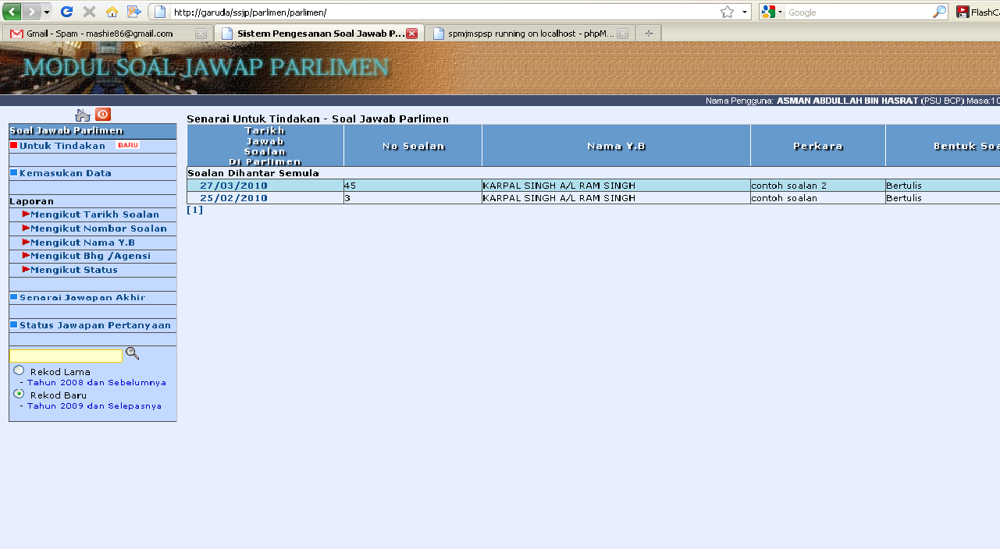 http://garuda/ssjp/parlimen/parlimen/
Google
FlashC
Gmail - Spam - mashie86@gmail.com
Sistem Pengesanan Soal Jawab P...
spmjmspsp running on localhost - phpM...
MODUL SOAL JAWAP PARLIMEN
Nama Pengguna: ASMAN ABDULLAH BIN HASRAT (PSU BCP) Masa:10
Soal Jawab Parlimen
Untuk Tindakan BARU
Kemasukan Data
Laporan
Mengikut Tarikh Soalan
Mengikut Nombor Soalan
Mengikut Nama Y.B
Mengikut Bhg /Agensi
Mengikut Status
Senarai Jawapan Akhir
Status Jawapan Pertanyaan
Rekod Lama
- Tahun 2008 dan Sebelumnya
Rekod Baru
- Tahun 2009 dan Selepasnya
Senarai Untuk Tindakan - Soal Jawab Parlimen
Tarikh
Jawab
Soalan
Di Parlimen
No Soalan
Nama Y.B
Perkara
Bentuk Soa
Soalan Dihantar Semula
27/03/2010 45 KARPAL SINGH A/L RAM SINGH contoh soalan 2 Bertulis
25/02/2010 3 KARPAL SINGH A/L RAM SINGH contoh soalan Bertulis
[1]